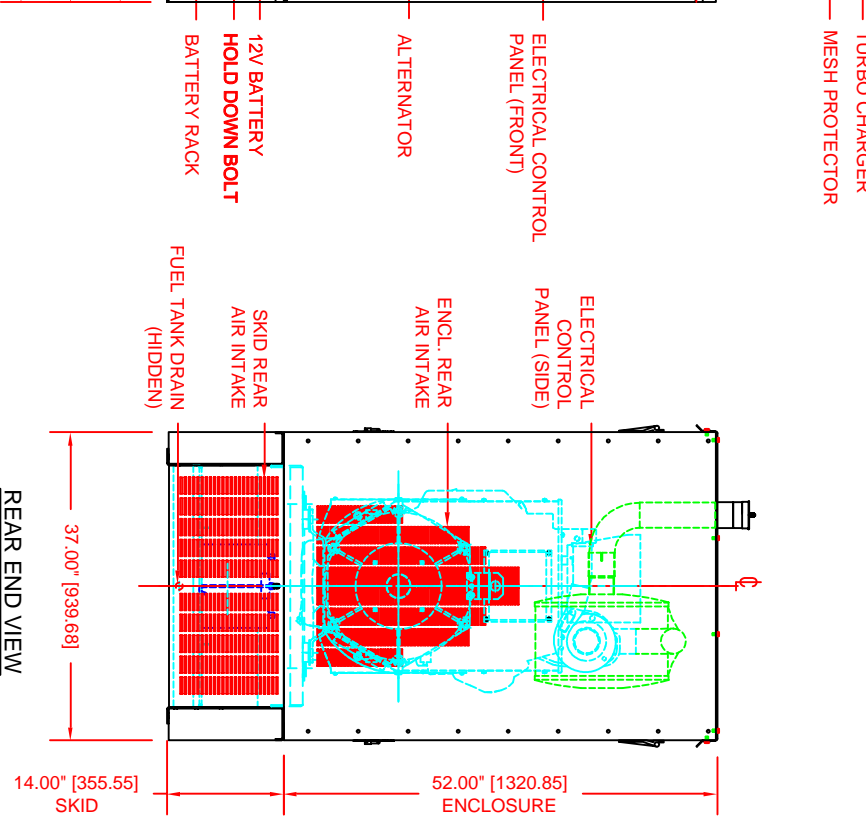 TURBO CHARGER
MESH PROTECTOR
ELECTRICAL CONTROL
PANEL (FRONT)
ALTERNATOR
12V BATTERY
HOLD DOWN BOLT
BATTERY RACK
ELECTRICAL
CONTROL
PANEL (SIDE)
ENCL. REAR
AIR INTAKE
SKID REAR
AIR INTAKE
FUEL TANK DRAIN
(HIDDEN)
37.00" [939.68]
REAR END VIEW
14.00" [355.55]
SKID
52.00" [1320.85]
ENCLOSURE